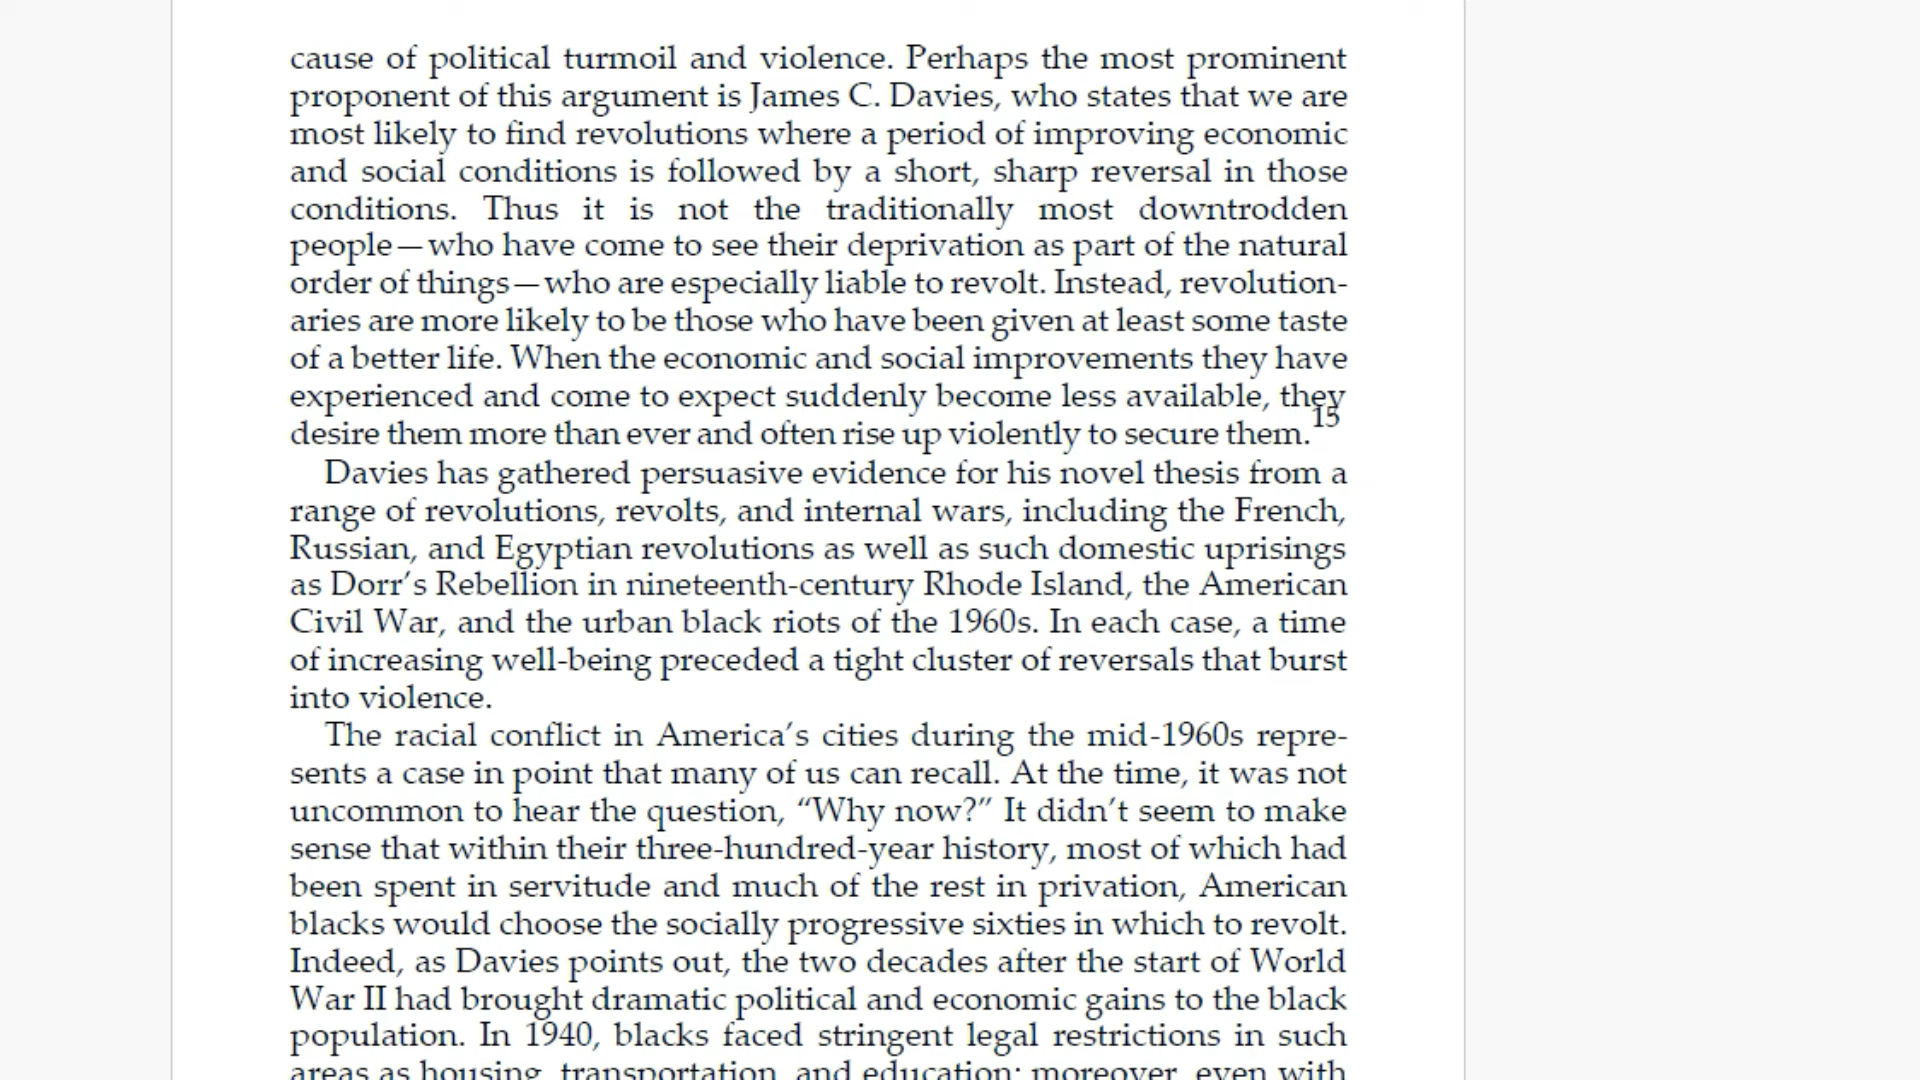 cause of political turmoil and violence. Perhaps the most prominent
proponent of this argument is James C. Davies, who states that we are
most likely to find revolutions where a period of improving economic
and social conditions is followed by a short, sharp reversal in those
conditions. Thus it is not the traditionally most downtrodden
people—who have come to see their deprivation as part of the natural
order of things—who are especially liable to revolt. Instead, revolution-
aries are more likely to be those who have been given at least some taste
of a better life. When the economic and social improvements they have
experienced and come to expect suddenly become less available, they
desire them more than ever and often rise up violently to secure them.15
Davies has gathered persuasive evidence for his novel thesis from a
range of revolutions, revolts, and internal wars, including the French,
Russian, and Egyptian revolutions as well as such domestic uprisings
as Dorr’s Rebellion in nineteenth-century Rhode Island, the American
Civil War, and the urban black riots of the 1960s. In each case, a time
of increasing well-being preceded a tight cluster of reversals that burst
into violence.
The racial conflict in America’s cities during the mid-1960s repre-
sents a case in point that many of us can recall. At the time, it was not
uncommon to hear the question, “Why now?” It didn’t seem to make
sense that within their three-hundred-year history, most of which had
been spent in servitude and much of the rest in privation, American
blacks would choose the socially progressive sixties in which to revolt.
Indeed, as Davies points out, the two decades after the start of World
War II had brought dramatic political and economic gains to the black
population. In 1940, blacks faced stringent legal restrictions in such
areas as housing, transportation, and education; moreover, even with